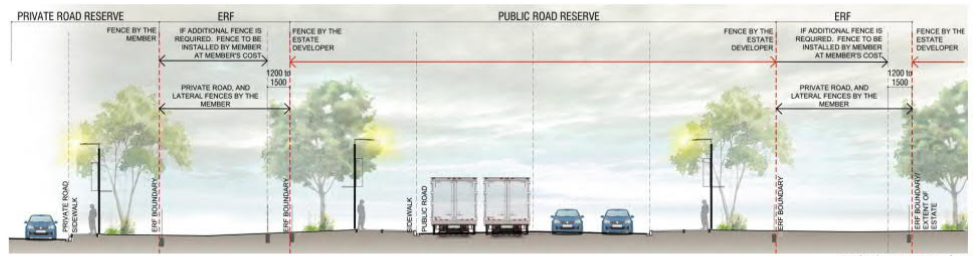 PRIVATE ROAD RESERVE
ERF
PUBLIC ROAD RESERVE
ERF
FENCE BY THE
MEMBER
IF ADDITIONAL FENCE IS
REQUIRED. FENCE TO BE
INSTALLED BY MEMBER
AT MEMBER'S COST
FENCE BY THE
ESTATE
DEVELOPER
FENCE BY THE
ESTATE
DEVELOPER
IF ADDITIONAL FENCE IS
REQUIRED. FENCE TO BE
INSTALLED BY MEMBER
AT MEMBER'S COST
FENCE BY THE
ESTATE
DEVELOPER
1200 to
1500
1200 to
1500
PRIVATE ROAD, AND
LATERAL FENCES BY THE
MEMBER
PRIVATE ROAD, AND
LATERAL FENCES BY THE
MEMBER
PRIVATE ROAD
SIDEWALK
ERF BOUNDARY
ERF BOUNDARY
SIDEWALK
PUBLIC ROAD
ERF BOUNDARY
ERF BOUNDARY/
EXTENT OF
ESTATE